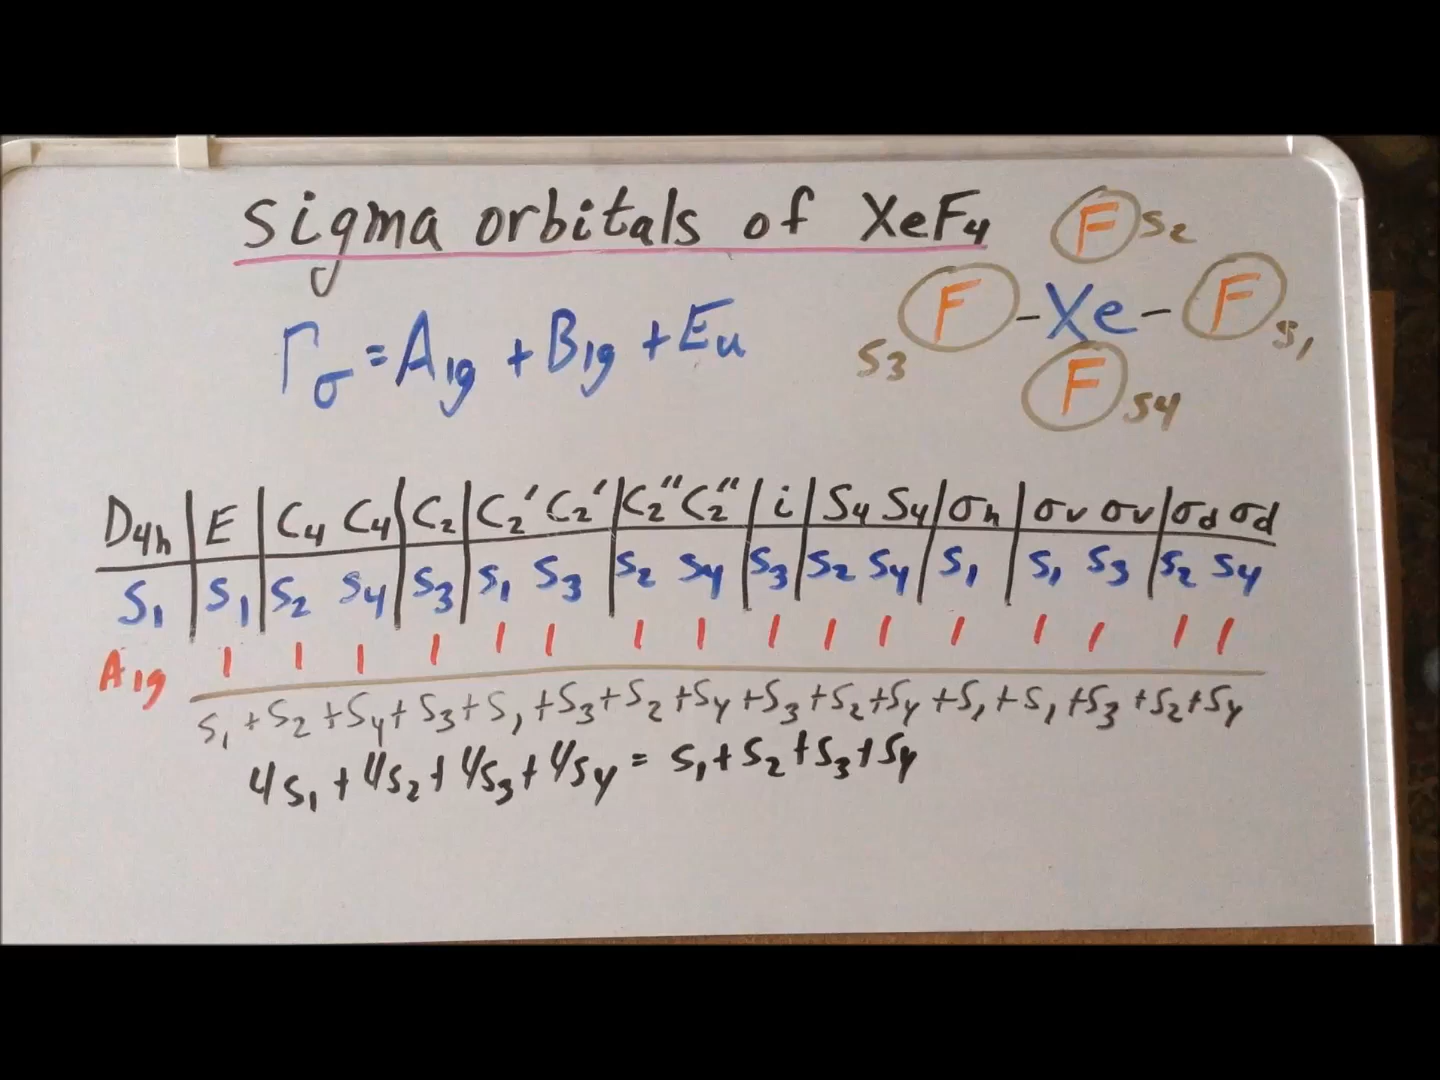 Sigma orbitals of XeF₄
F S₂
F -Xe- F
S₃ S₁
F S₄
Γσ = A₁g + B₁g + Eᵤ
D₄ₕ | E | C₄ C₄ | C₂ | C₂' C₂' | C₂" C₂" | i | S₄ S₄ | σₕ | σᵥ σᵥ | σd σd
S₁ | S₁ | S₂ S₄ | S₃ | S₁ S₃ | S₂ S₄ | S₃ | S₂ S₄ | S₁ | S₁ S₃ | S₂ S₄
A₁g 1 1 1 1 1 1 1 1 1 1 1 1 1 1 1 1
S₁ + S₂ + S₄ + S₃ + S₁ + S₃ + S₂ + S₄ + S₃ + S₂ + S₄ + S₁ + S₁ + S₃ + S₂ + S₄
4S₁ + 4S₂ + 4S₃ + 4S₄ = S₁ + S₂ + S₃ + S₄